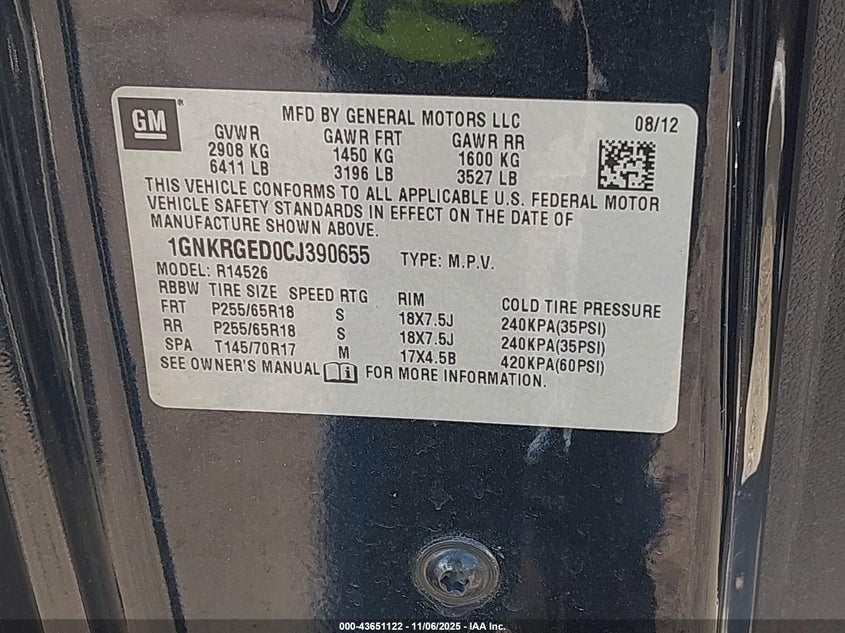 GM ®
MFD BY GENERAL MOTORS LLC 08/12
GVWR GAWR FRT GAWR RR
2908 KG 1450 KG 1600 KG
6411 LB 3196 LB 3527 LB
THIS VEHICLE CONFORMS TO ALL APPLICABLE U.S. FEDERAL MOTOR
VEHICLE SAFETY STANDARDS IN EFFECT ON THE DATE OF
MANUFACTURE SHOWN ABOVE.
1GNKRGED0CJ390655 TYPE: M.P.V.
MODEL: R14526
RBBW TIRE SIZE SPEED RTG RIM COLD TIRE PRESSURE
FRT P255/65R18 S 18X7.5J 240KPA(35PSI)
RR P255/65R18 S 18X7.5J 240KPA(35PSI)
SPA T145/70R17 M 17X4.5B 420KPA(60PSI)
SEE OWNER'S MANUAL i FOR MORE INFORMATION.
000-43651122 - 11/06/2025 - IAA Inc.